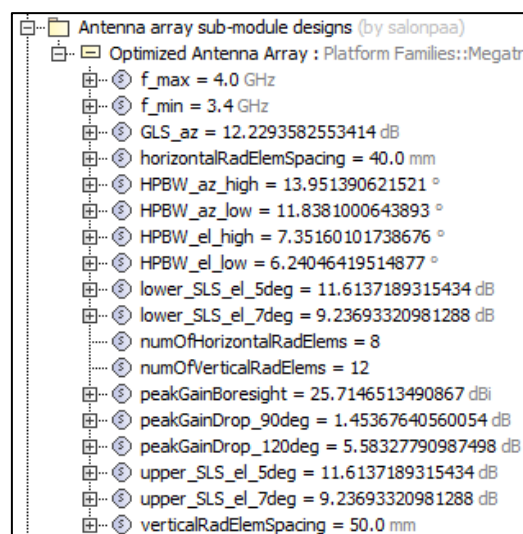 Antenna array sub-module designs (by salonpaa)
Optimized Antenna Array : Platform Families::Megatr
f_max = 4.0 GHz
f_min = 3.4 GHz
GLS_az = 12.2293582553414 dB
horizontalRadElemSpacing = 40.0 mm
HPBW_az_high = 13.951390621521 °
HPBW_az_low = 11.8381000643893 °
HPBW_el_high = 7.35160101738676 °
HPBW_el_low = 6.24046419514877 °
lower_SLS_el_5deg = 11.6137189315434 dB
lower_SLS_el_7deg = 9.23693320981288 dB
numOfHorizontalRadElems = 8
numOfVerticalRadElems = 12
peakGainBoresight = 25.7146513490867 dBi
peakGainDrop_90deg = 1.45367640560054 dB
peakGainDrop_120deg = 5.58327790987498 dB
upper_SLS_el_5deg = 11.6137189315434 dB
upper_SLS_el_7deg = 9.23693320981288 dB
verticalRadElemSpacing = 50.0 mm